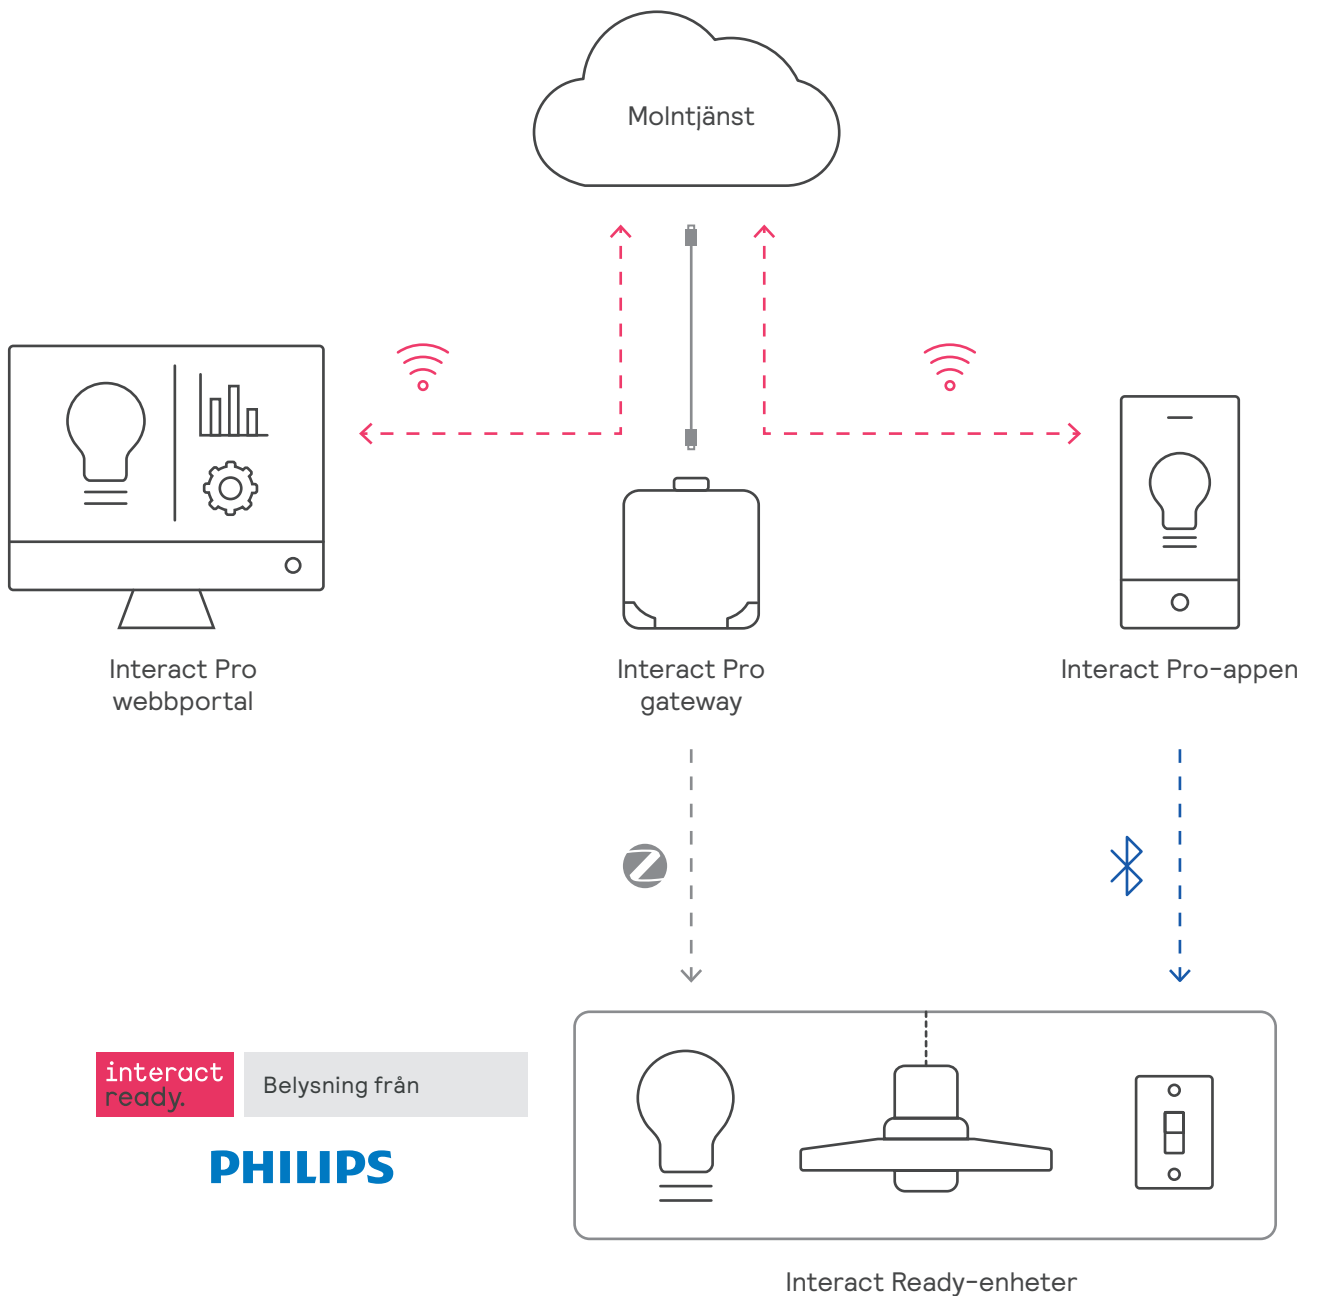 Molntjänst
Interact Pro
webbportal
Interact Pro
gateway
Interact Pro-appen
interact
ready.
Belysning från
PHILIPS
Interact Ready-enheter